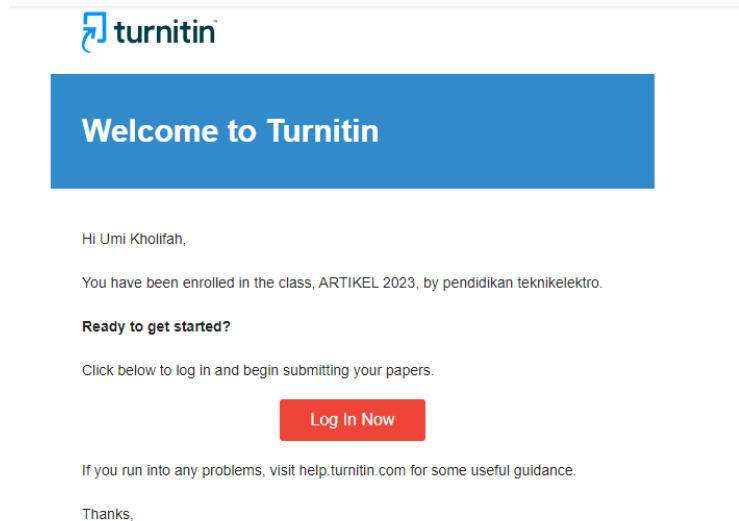 turnitin
Welcome to Turnitin
Hi Umi Kholifah,
You have been enrolled in the class, ARTIKEL 2023, by pendidikan teknikelektro.
Ready to get started?
Click below to log in and begin submitting your papers.
Log In Now
If you run into any problems, visit help.turnitin.com for some useful guidance.
Thanks,